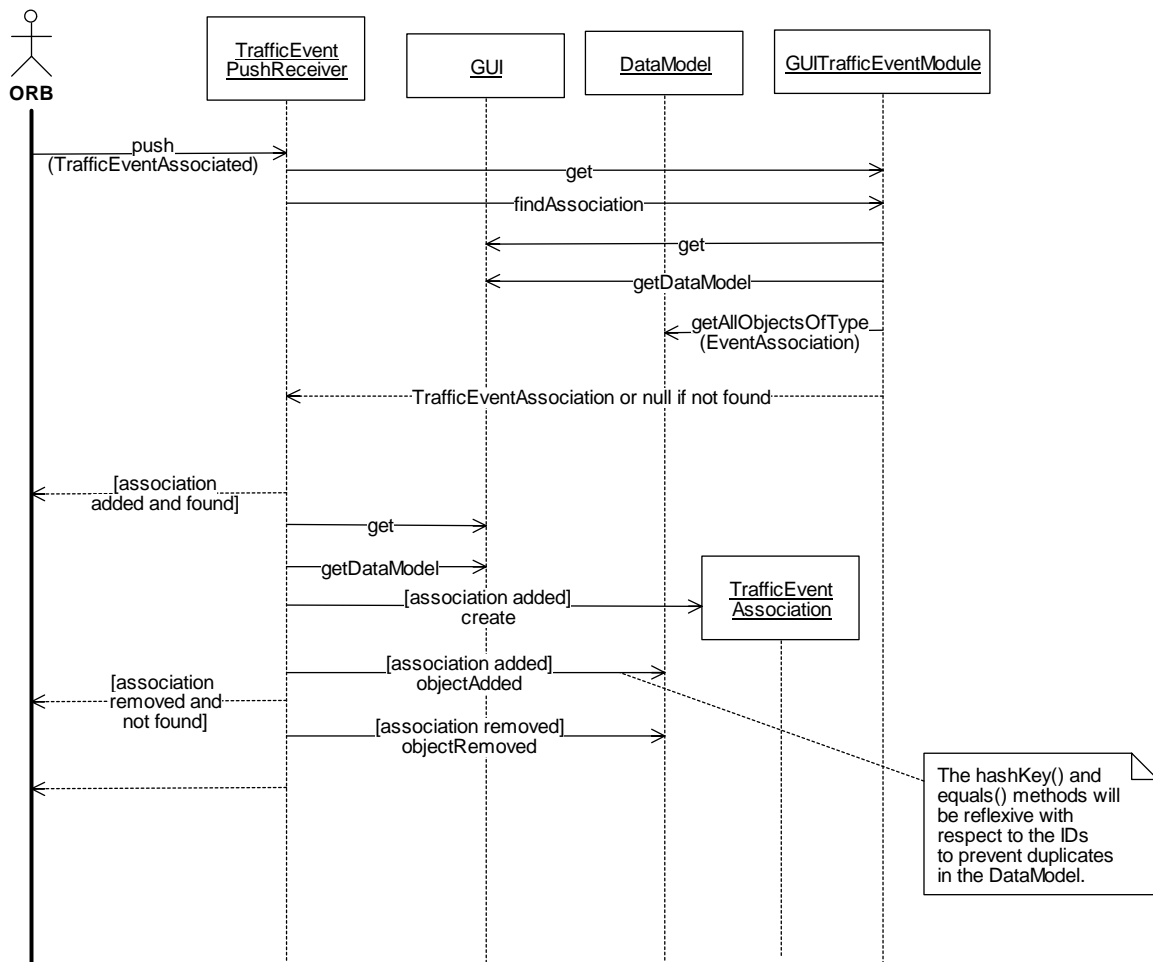 ORB
TrafficEvent
PushReceiver
GUI
DataModel
GUITrafficEventModule
push
(TrafficEventAssociated)
get
findAssociation
get
getDataModel
getAllObjectsOfType
(EventAssociation)
TrafficEventAssociation or null if not found
[association
added and found]
get
getDataModel
TrafficEvent
Association
[association added]
create
[association added]
objectAdded
[association
removed and
not found]
[association removed]
objectRemoved
The hashKey() and
equals() methods will
be reflexive with
respect to the IDs
to prevent duplicates
in the DataModel.